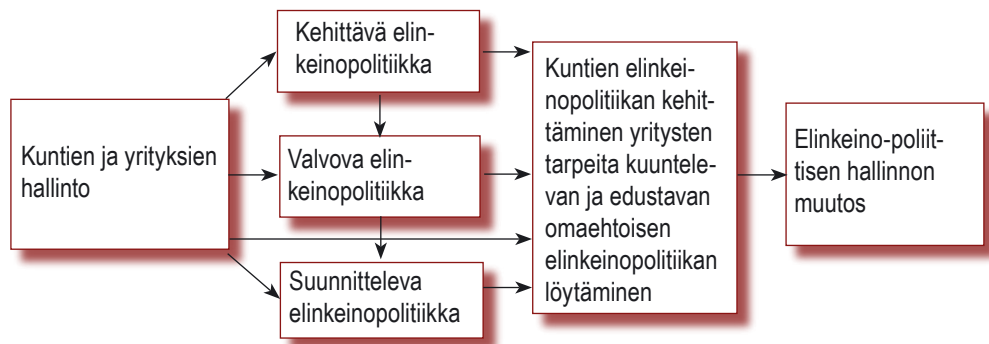 Kuntien ja yrityksien
hallinto
Kehittävä elin-
keinopolitiikka
Valvova elin-
keinopolitiikka
Suunnitteleva
elinkeinopolitiikka
Kuntien elinkei-
nopolitiikan kehit-
täminen yritysten
tarpeita kuuntele-
van ja edustavan
omaehtoisen
elinkeinopolitiikan
löytäminen
Elinkeino-poliit-
tisen hallinnon
muutos